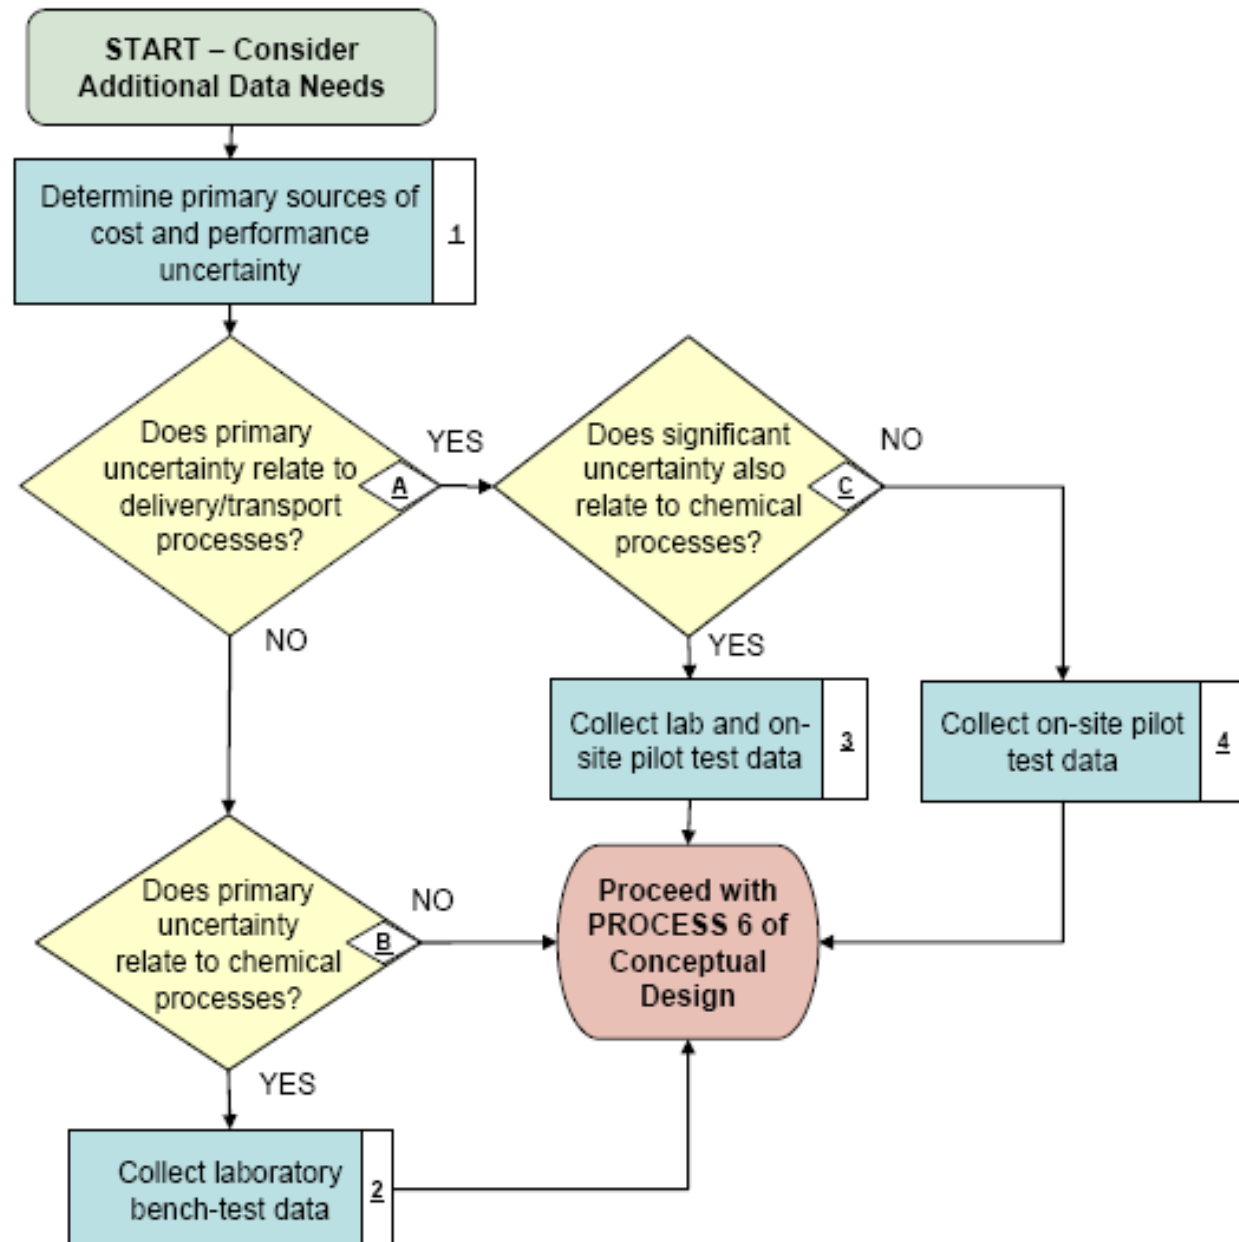 START – Consider
Additional Data Needs
Determine primary sources of
cost and performance
uncertainty
1
Does primary
uncertainty relate to
delivery/transport
processes?
A
YES
NO
Does significant
uncertainty also
relate to chemical
processes?
C
NO
YES
Collect lab and on-
site pilot test data
3
Collect on-site pilot
test data
4
Does primary
uncertainty
relate to chemical
processes?
B
NO
YES
Proceed with
PROCESS 6 of
Conceptual
Design
Collect laboratory
bench-test data
2